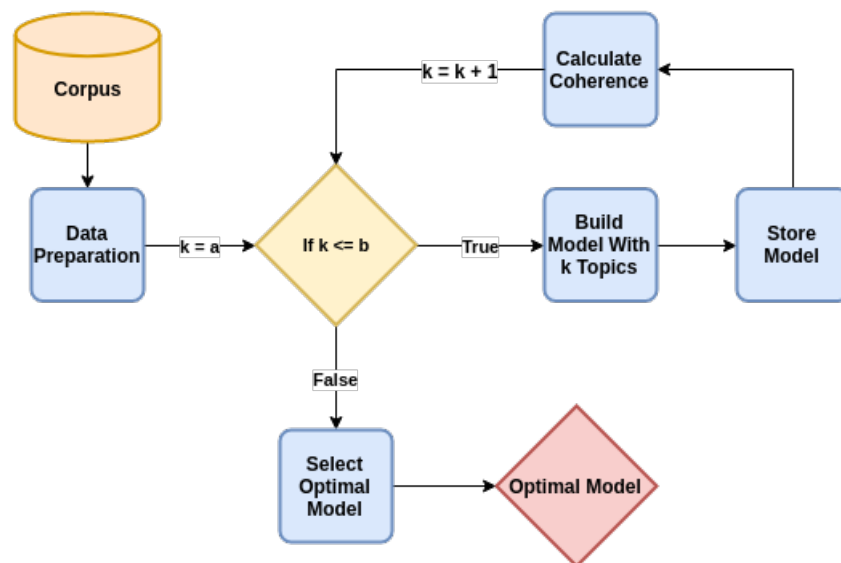 Corpus
Calculate
Coherence
k = k + 1
Data
Preparation
k = a
If k <= b
True
Build
Model With
k Topics
Store
Model
False
Select
Optimal
Model
Optimal Model